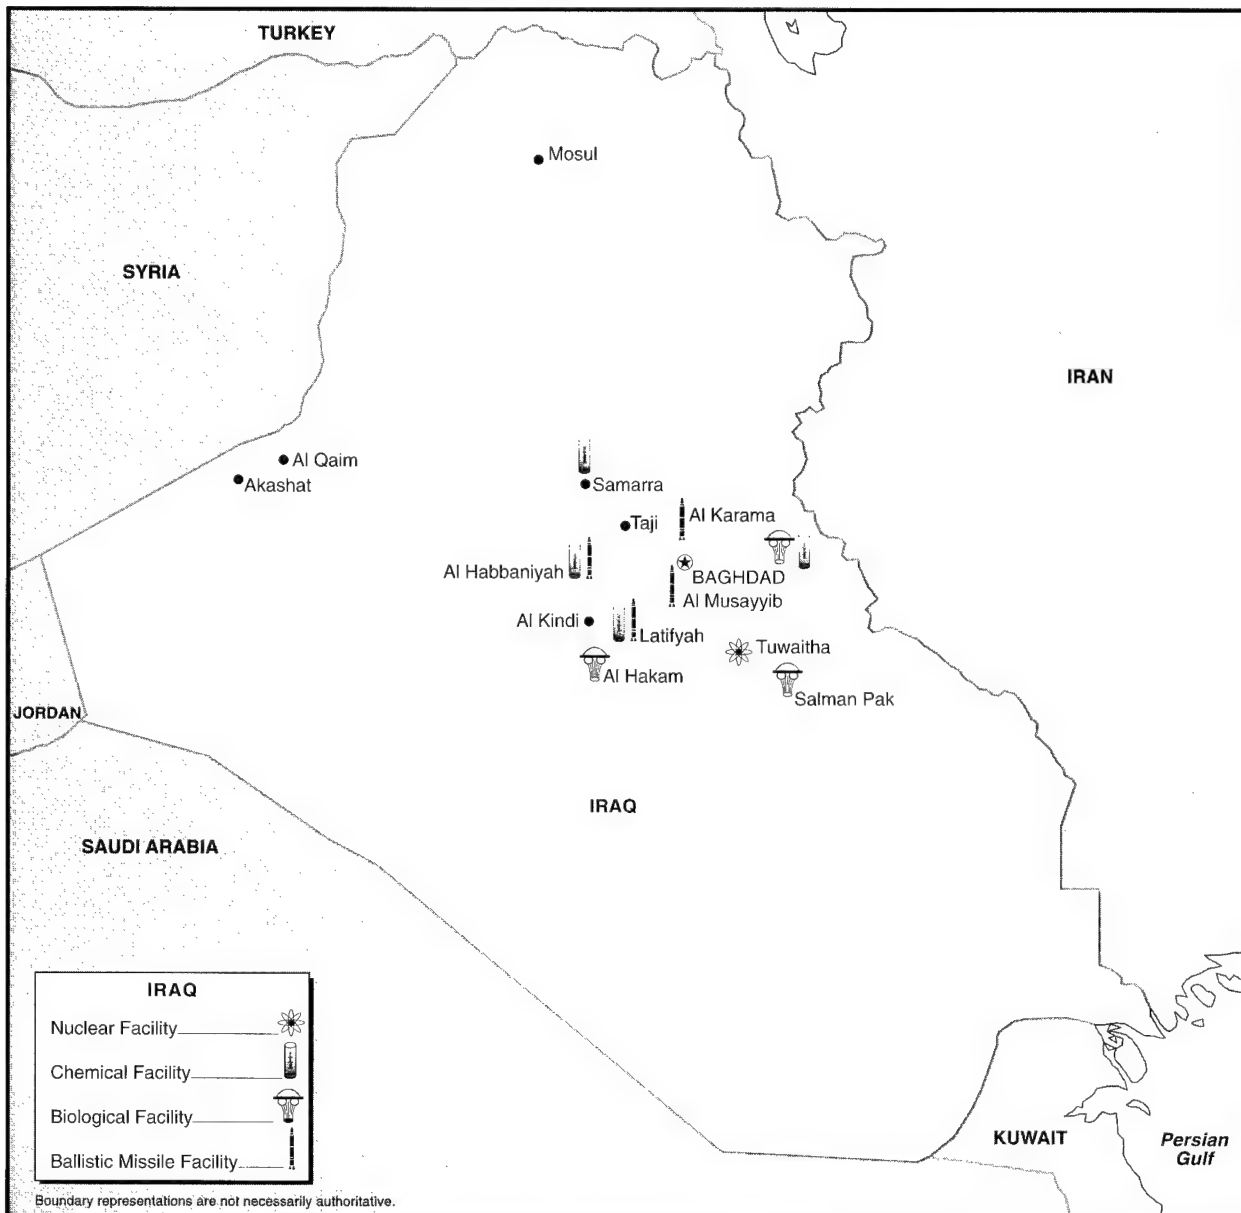 TURKEY
Mosul
SYRIA
IRAN
Al Qaim
Akashat
Samarra
Taji
Al Karama
Al Habbaniyah
BAGHDAD
Al Musayyib
Al Kindi
Latifyah
Tuwaitha
Al Hakam
Salman Pak
JORDAN
IRAQ
SAUDI ARABIA
IRAQ
Nuclear Facility
Chemical Facility
Biological Facility
Ballistic Missile Facility
KUWAIT
Persian
Gulf
Boundary representations are not necessarily authoritative.